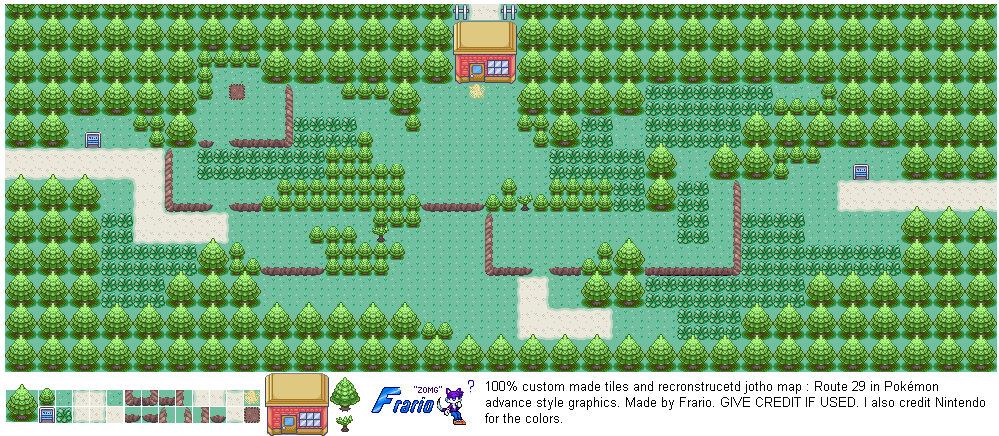 "ZOMG" ?
Frario
100% custom made tiles and recronstrucetd jotho map : Route 29 in Pokémon
advance style graphics. Made by Frario. GIVE CREDIT IF USED. I also credit Nintendo
for the colors.